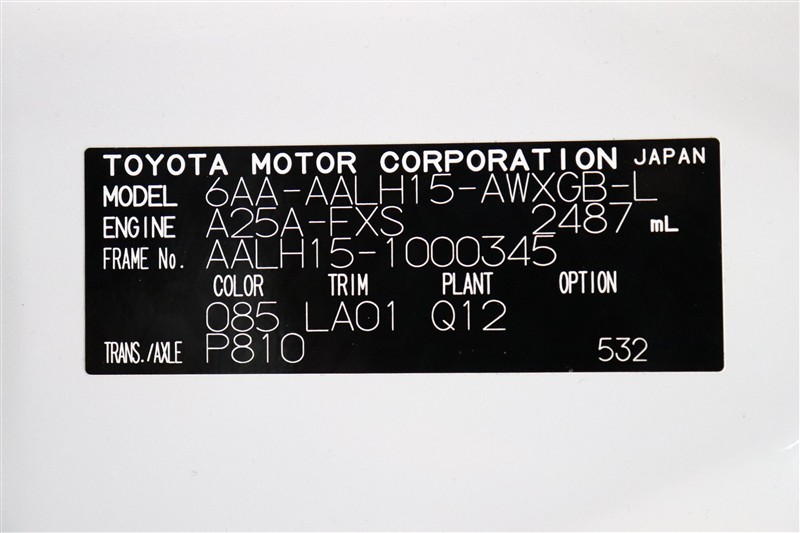 TOYOTA MOTOR CORPORATION JAPAN
MODEL 6AA-AALH15-AWXGB-L
ENGINE A25A-FXS 2487 mL
FRAME No. AALH15-1000345
COLOR TRIM PLANT OPTION
085 LA01 Q12
TRANS./AXLE P810 532